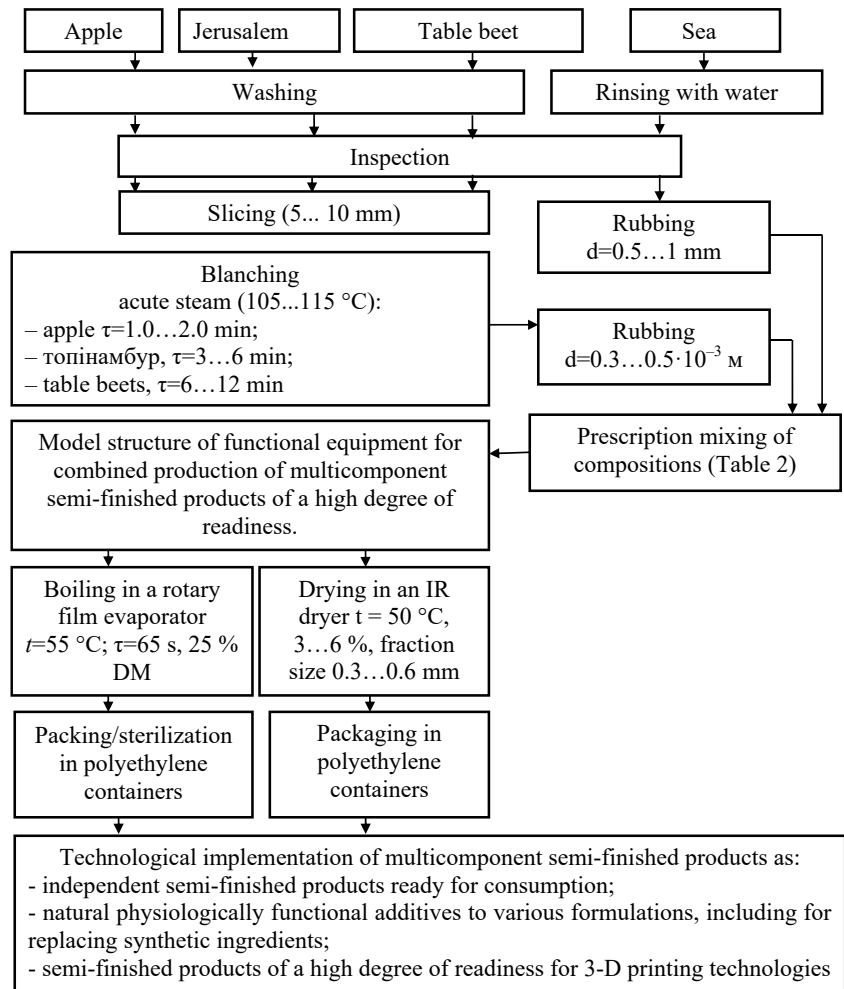 Apple
Jerusalem
Table beet
Sea
Washing
Rinsing with water
Inspection
Slicing (5... 10 mm)
Rubbing
d=0.5…1 mm
Blanching
acute steam (105...115 °C):
– apple τ=1.0…2.0 min;
– топінамбур, τ=3…6 min;
– table beets, τ=6…12 min
Rubbing
d=0.3…0.5·10⁻³ м
Prescription mixing of
compositions (Table 2)
Model structure of functional equipment for
combined production of multicomponent
semi-finished products of a high degree of
readiness.
Boiling in a rotary
film evaporator
t=55 °C; τ=65 s, 25 %
DM
Drying in an IR
dryer t = 50 °C,
3…6 %, fraction
size 0.3…0.6 mm
Packing/sterilization
in polyethylene
containers
Packaging in
polyethylene
containers
Technological implementation of multicomponent semi-finished products as:
- independent semi-finished products ready for consumption;
- natural physiologically functional additives to various formulations, including for
replacing synthetic ingredients;
- semi-finished products of a high degree of readiness for 3-D printing technologies